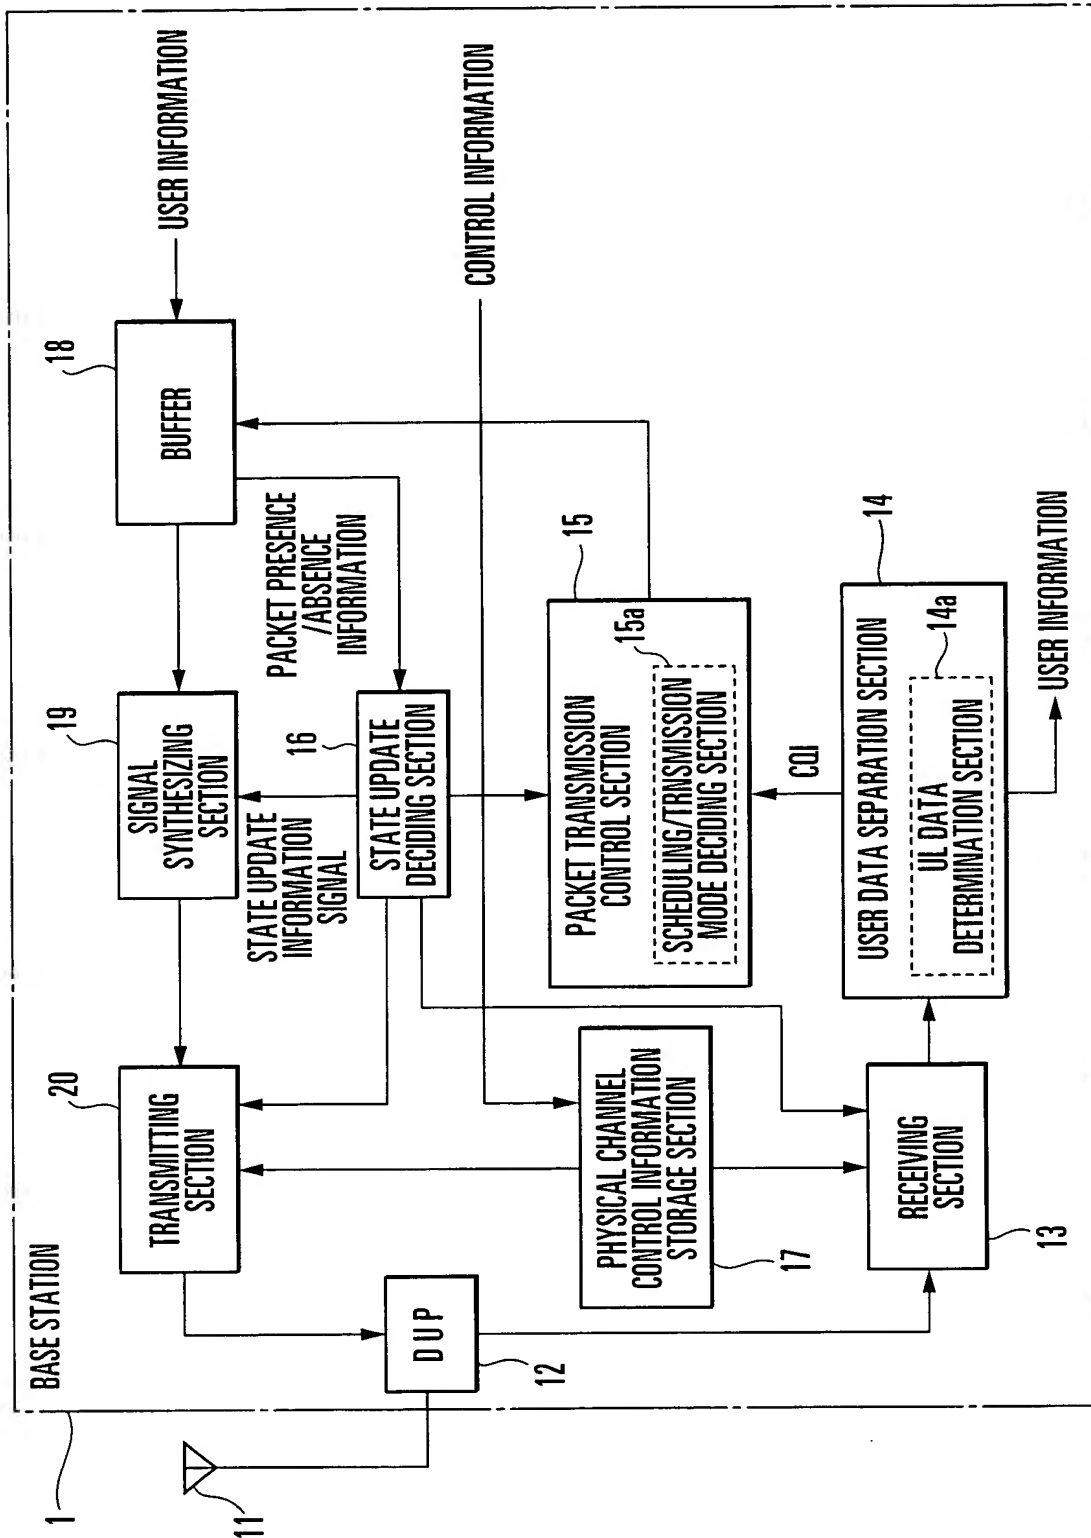 BASE STATION
1
11
DUP
12
TRANSMITTING
SECTION
20
SIGNAL
SYNTHESIZING
SECTION
19
BUFFER
18
USER INFORMATION
STATE UPDATE
INFORMATION
SIGNAL
STATE UPDATE
DECIDING SECTION
16
PACKET PRESENCE
/ABSENCE
INFORMATION
CONTROL INFORMATION
PHYSICAL CHANNEL
CONTROL INFORMATION
STORAGE SECTION
17
PACKET TRANSMISSION
CONTROL SECTION
15
15a
SCHEDULING/TRNSMISSION
MODE DECIDING SECTION
CQI
RECEIVING
SECTION
13
USER DATA SEPARATION SECTION
14
14a
UL DATA
DETERMINATION SECTION
USER INFORMATION